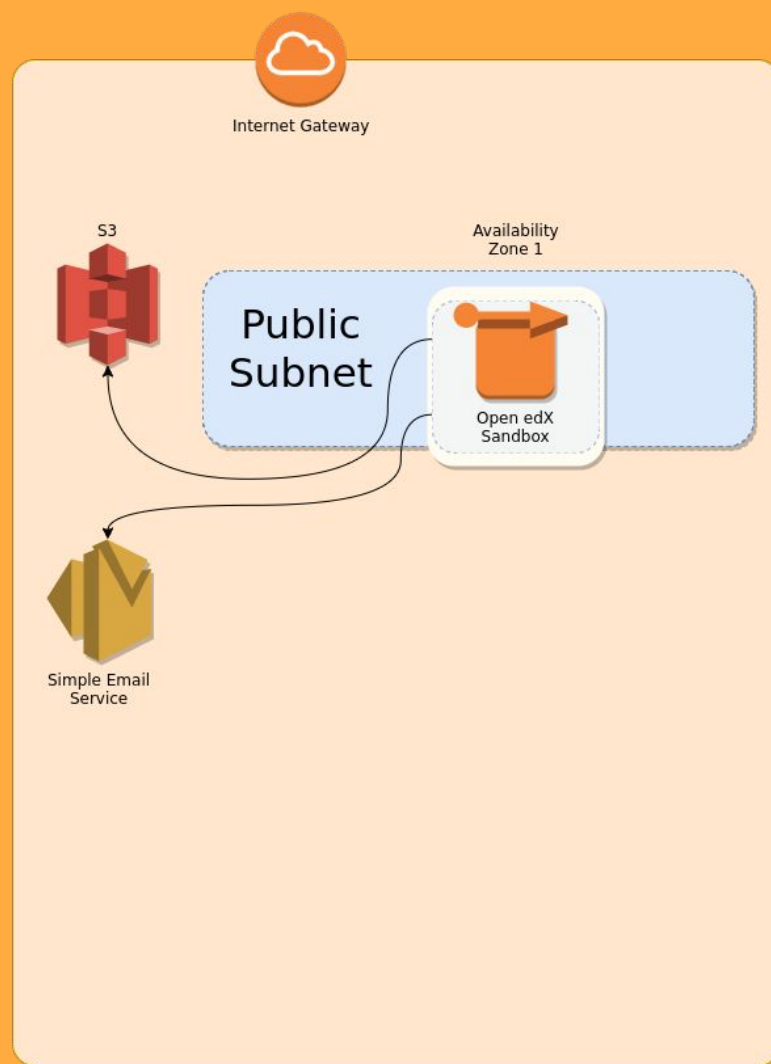 Internet Gateway
S3
Availability
Zone 1
Public
Subnet
Open edX
Sandbox
Simple Email
Service